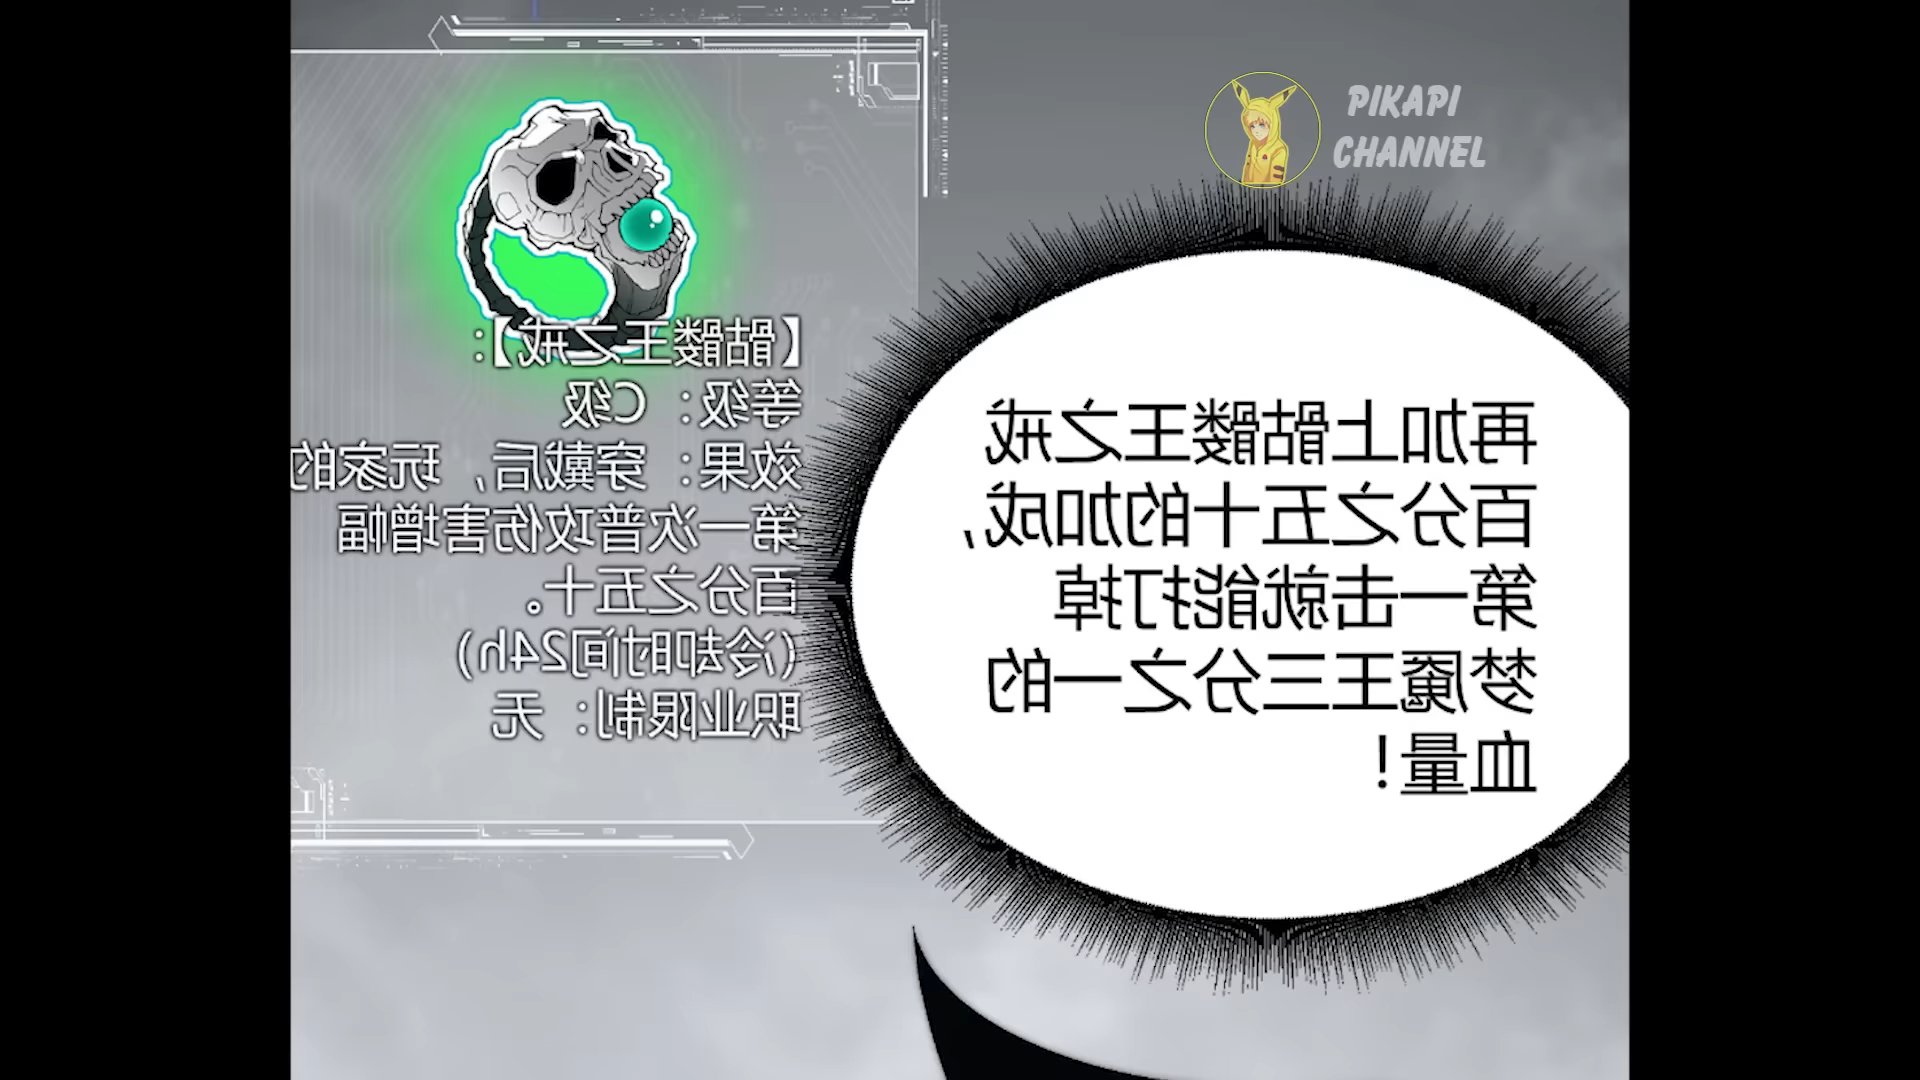 PIKAPI
CHANNEL
【骷髅王之戒】：
等级：C级
效果：穿戴后，玩家的
第一次普攻伤害增幅
百分之五十。
（冷却时间24h）
职业限制：无
再加上骷髅王之戒
百分之五十的加成，
第一击就能打掉
梦魇王三分之一的
血量！